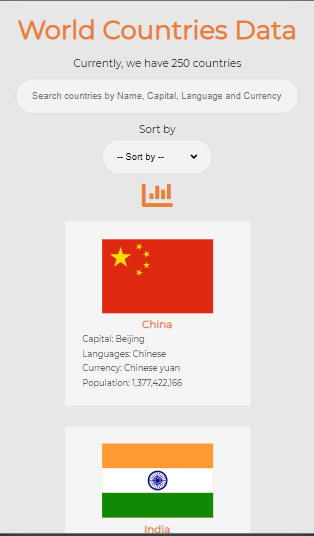 World Countries Data
Currently, we have 250 countries
Search countries by Name, Capital, Language and Currency
Sort by
-- Sort by --
China
Capital: Beijing
Languages: Chinese
Currency: Chinese yuan
Population: 1,377,422,166
India